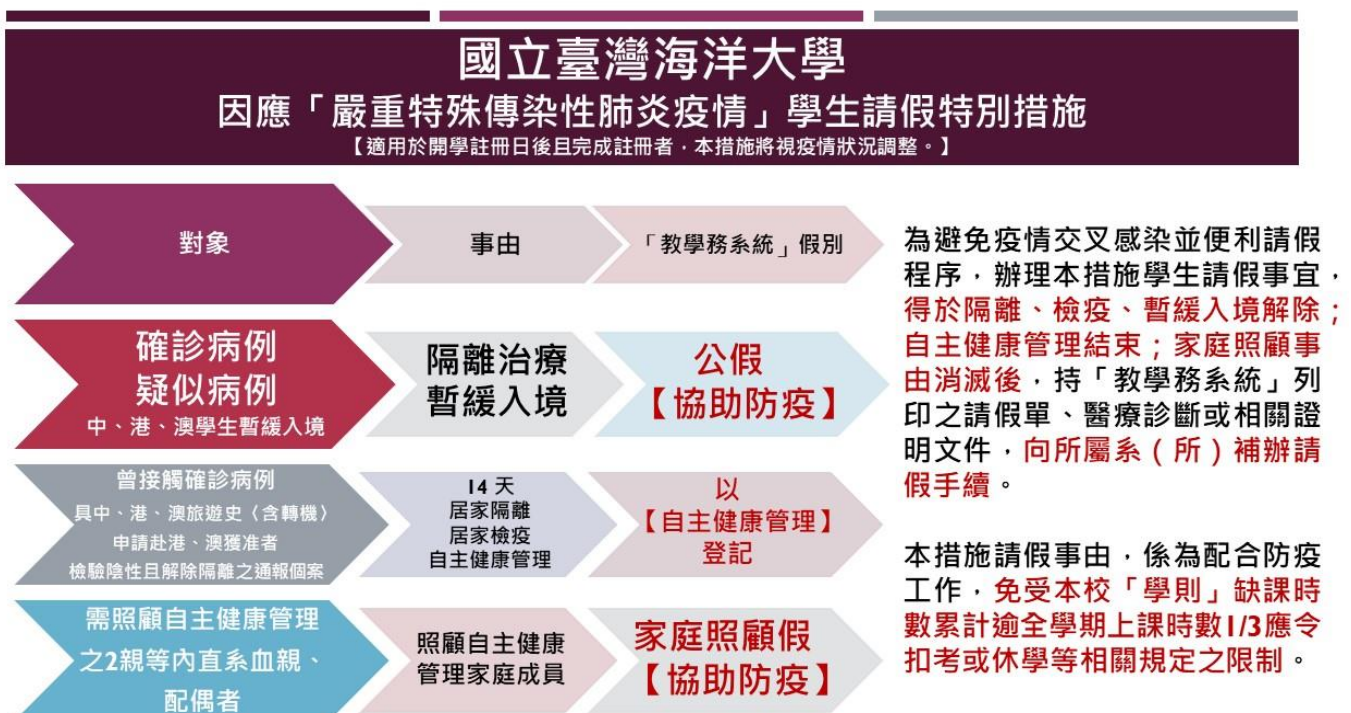 國立臺灣海洋大學
因應「嚴重特殊傳染性肺炎疫情」學生請假特別措施
【適用於開學註冊日後且完成註冊者，本措施將視疫情狀況調整。】
對象
事由
「教學務系統」假別
確診病例
疑似病例
中、港、澳學生暫緩入境
隔離治療
暫緩入境
公假
【協助防疫】
曾接觸確診病例
具中、港、澳旅遊史〈含轉機〉
申請赴港、澳獲准者
檢驗陰性且解除隔離之通報個案
14 天
居家隔離
居家檢疫
自主健康管理
以
【自主健康管理】
登記
需照顧自主健康管理
之2親等內直系血親、
配偶者
照顧自主健康
管理家庭成員
家庭照顧假
【協助防疫】
為避免疫情交叉感染並便利請假
程序，辦理本措施學生請假事宜，
得於隔離、檢疫、暫緩入境解除；
自主健康管理結束；家庭照顧事
由消滅後，持「教學務系統」列
印之請假單、醫療診斷或相關證
明文件，向所屬系（所）補辦請
假手續。
本措施請假事由，係為配合防疫
工作，免受本校「學則」缺課時
數累計逾全學期上課時數1/3應令
扣考或休學等相關規定之限制。